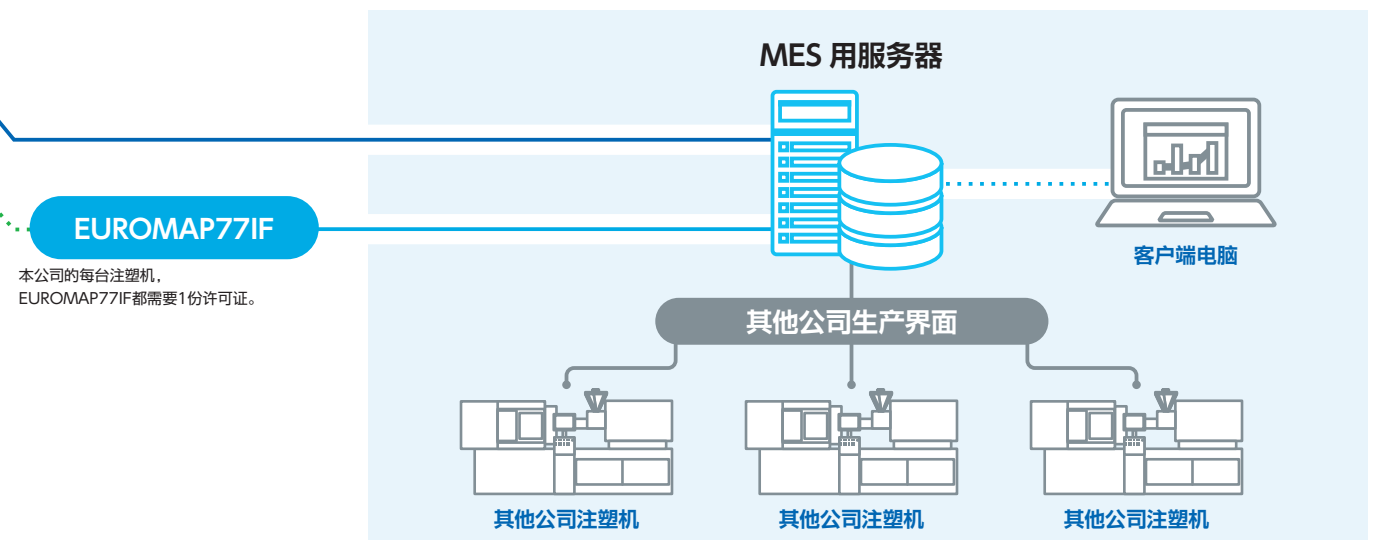 MES 用服务器
EUROMAP77IF
本公司的每台注塑机，
EUROMAP77IF都需要1份许可证。
客户端电脑
其他公司生产界面
其他公司注塑机
其他公司注塑机
其他公司注塑机